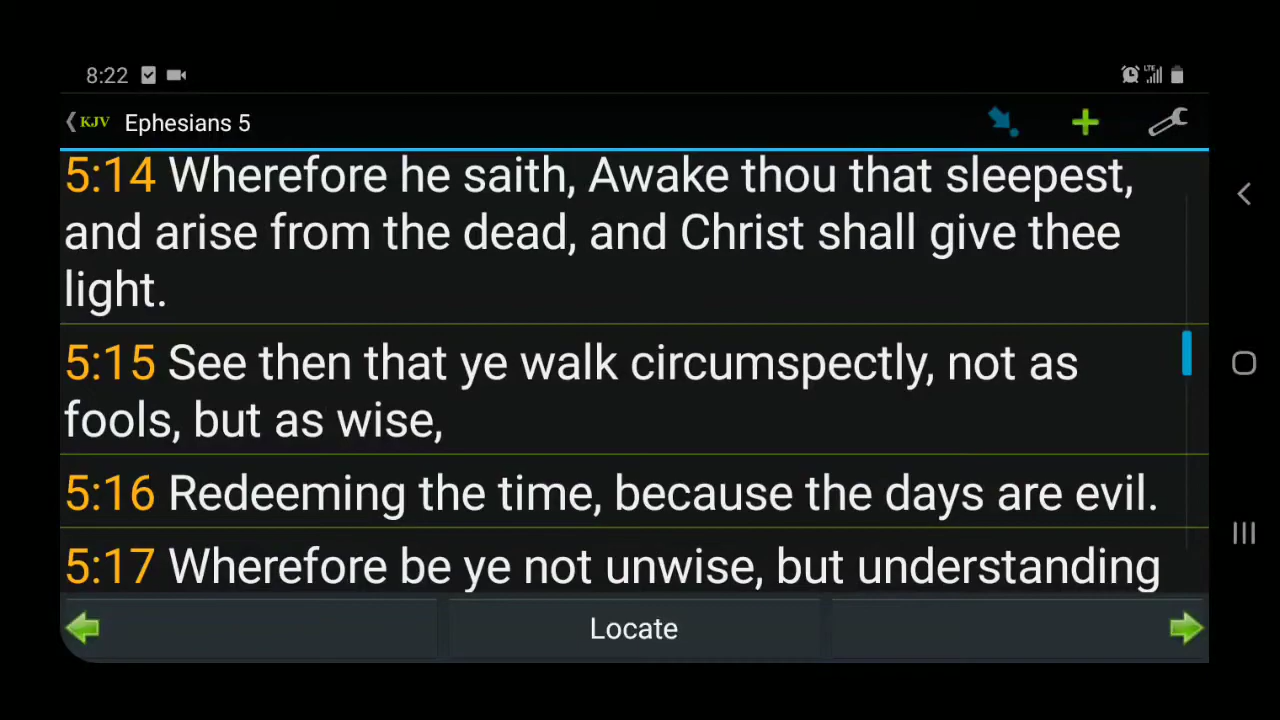 8:22
LTE
KJV Ephesians 5
5:14 Wherefore he saith, Awake thou that sleepest,
and arise from the dead, and Christ shall give thee
light.
5:15 See then that ye walk circumspectly, not as
fools, but as wise,
5:16 Redeeming the time, because the days are evil.
5:17 Wherefore be ye not unwise, but understanding
Locate